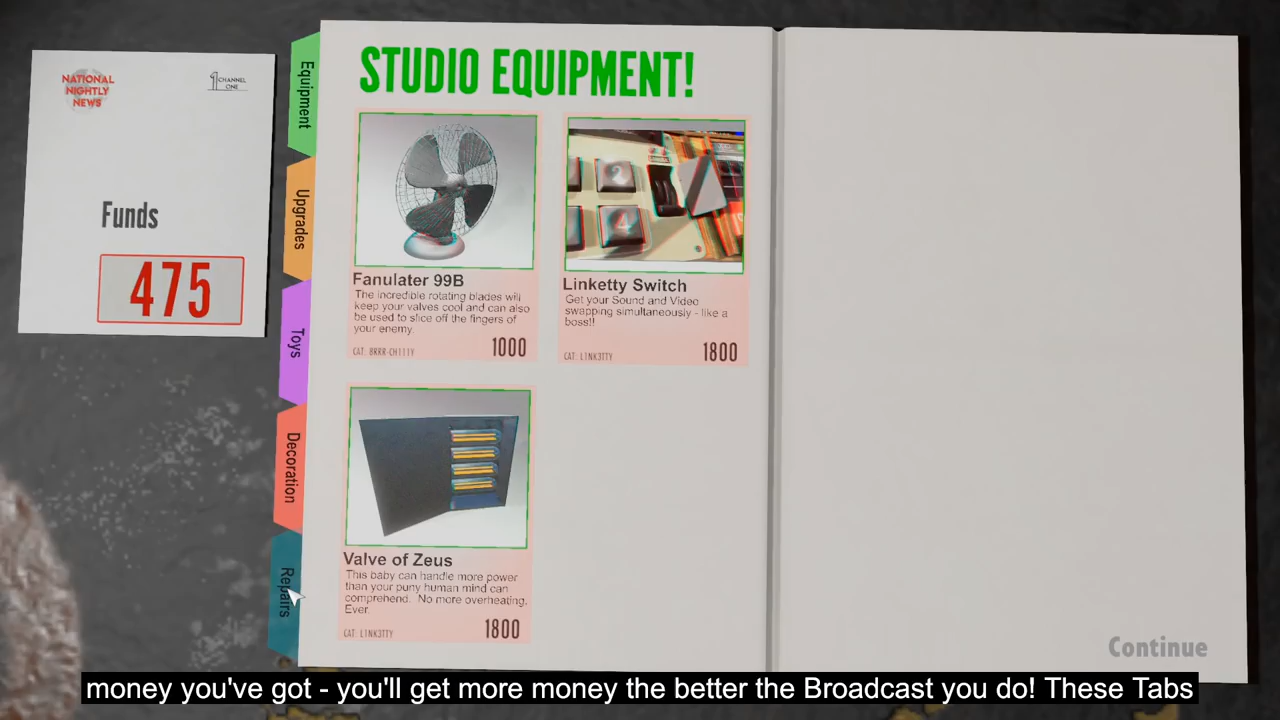 NATIONAL
NIGHTLY
NEWS
1 CHANNEL
ONE
Funds
475
Equipment
Upgrades
Toys
Decoration
Repairs
STUDIO EQUIPMENT!
Fanulater 99B
The incredible rotating blades will
keep your valves cool and can also
be used to slice off the fingers of
your enemy.
CAT: BRRR-CH111Y
1000
2
4
Linketty Switch
Get your Sound and Video
swapping simultaneously - like a
boss!!
CAT: L1NK3TTY
1800
Valve of Zeus
This baby can handle more power
than your puny human mind can
comprehend. No more overheating.
Ever.
CAT: L1NK3TTY
1800
Continue
money you've got - you'll get more money the better the Broadcast you do! These Tabs